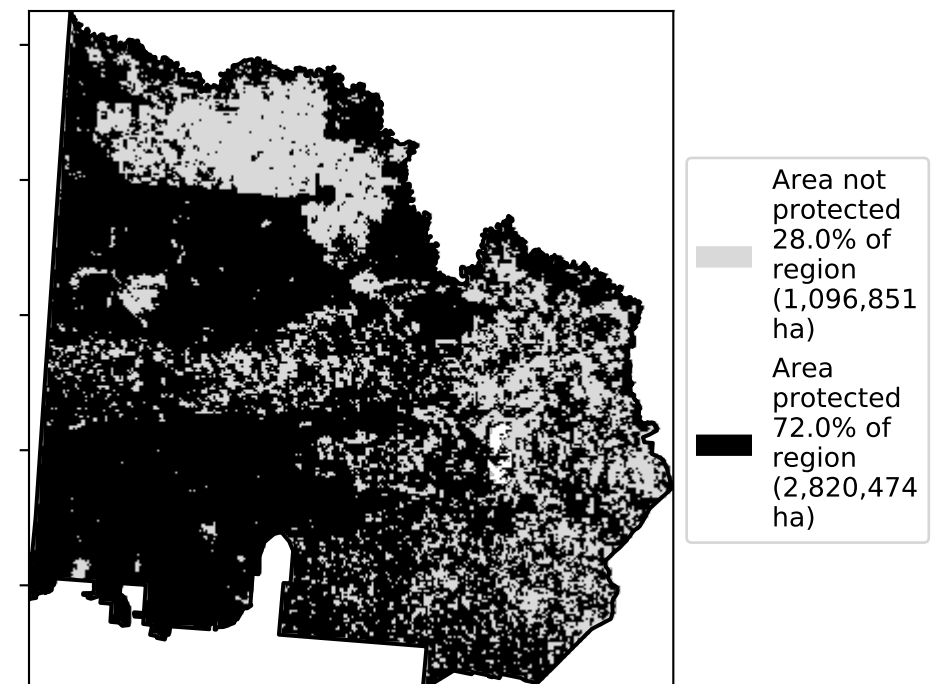 Area not
protected
28.0% of
region
(1,096,851
ha)
Area
protected
72.0% of
region
(2,820,474
ha)